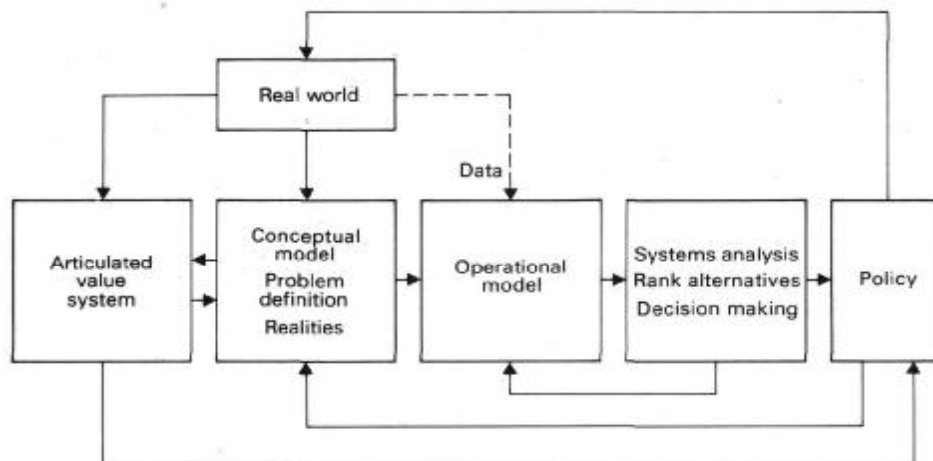 Real world
Data
Articulated
value
system
Conceptual
model
Problem
definition
Realities
Operational
model
Systems analysis
Rank alternatives
Decision making
Policy